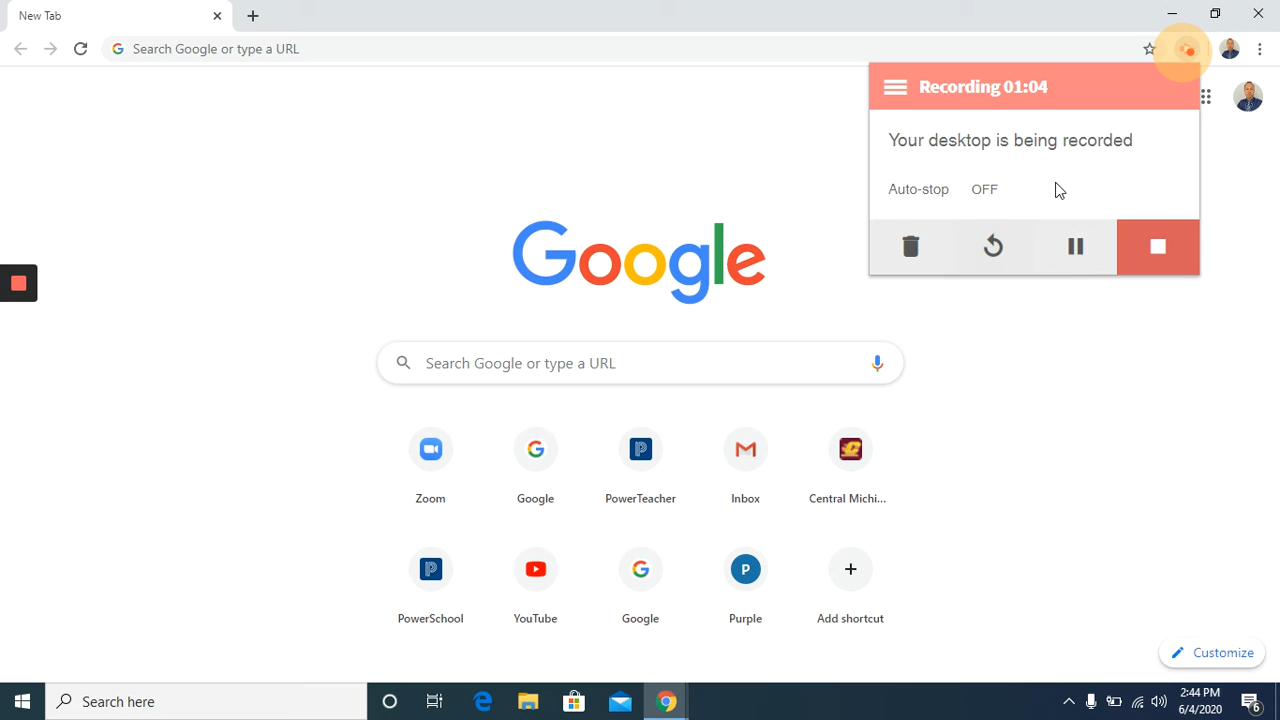 New Tab
Search Google or type a URL
Recording 01:04
Your desktop is being recorded
Auto-stop OFF
Google
Search Google or type a URL
Zoom
Google
PowerTeacher
Inbox
Central Michi...
PowerSchool
YouTube
Google
P
Purple
Add shortcut
Customize
Search here
2:44 PM
6/4/2020
6